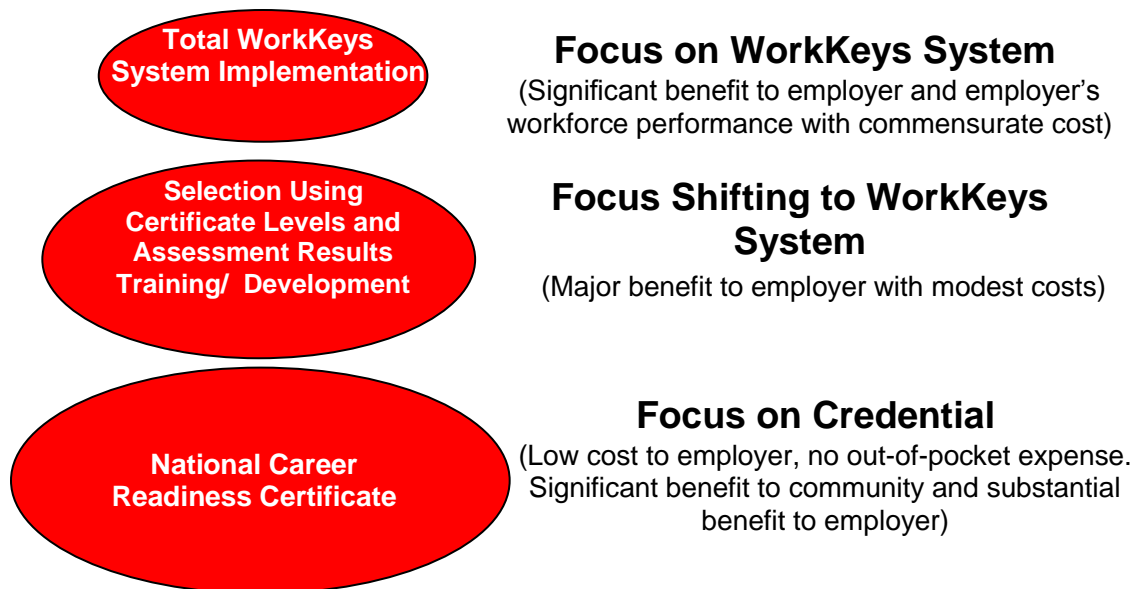 Total WorkKeys
System Implementation
Focus on WorkKeys System
(Significant benefit to employer and employer's
workforce performance with commensurate cost)
Selection Using
Certificate Levels and
Assessment Results
Training/ Development
Focus Shifting to WorkKeys
System
(Major benefit to employer with modest costs)
National Career
Readiness Certificate
Focus on Credential
(Low cost to employer, no out-of-pocket expense.
Significant benefit to community and substantial
benefit to employer)